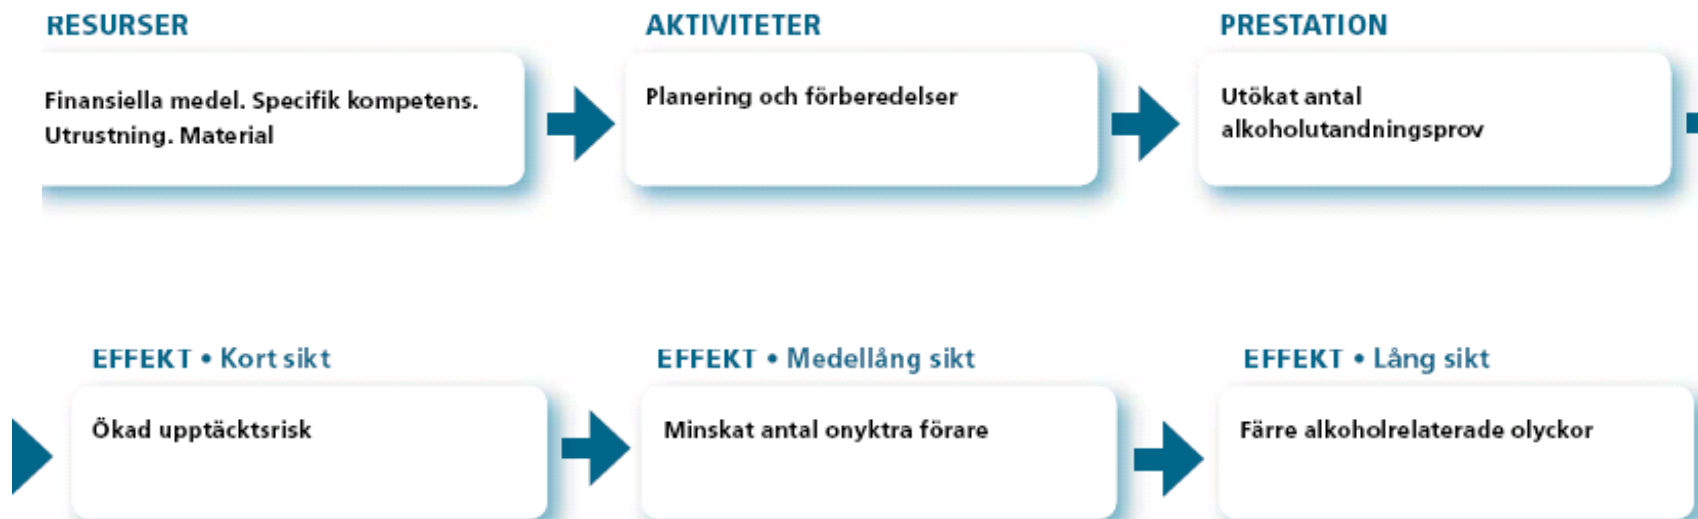 RESURSER
AKTIVITETER
PRESTATION
Finansiella medel. Specifik kompetens.
Utrustning. Material
Planering och förberedelser
Utökat antal
alkoholutandningsprov
EFFEKT • Kort sikt
EFFEKT • Medellång sikt
EFFEKT • Lång sikt
Ökad upptäcktsrisk
Minskat antal onyktra förare
Färre alkoholrelaterade olyckor